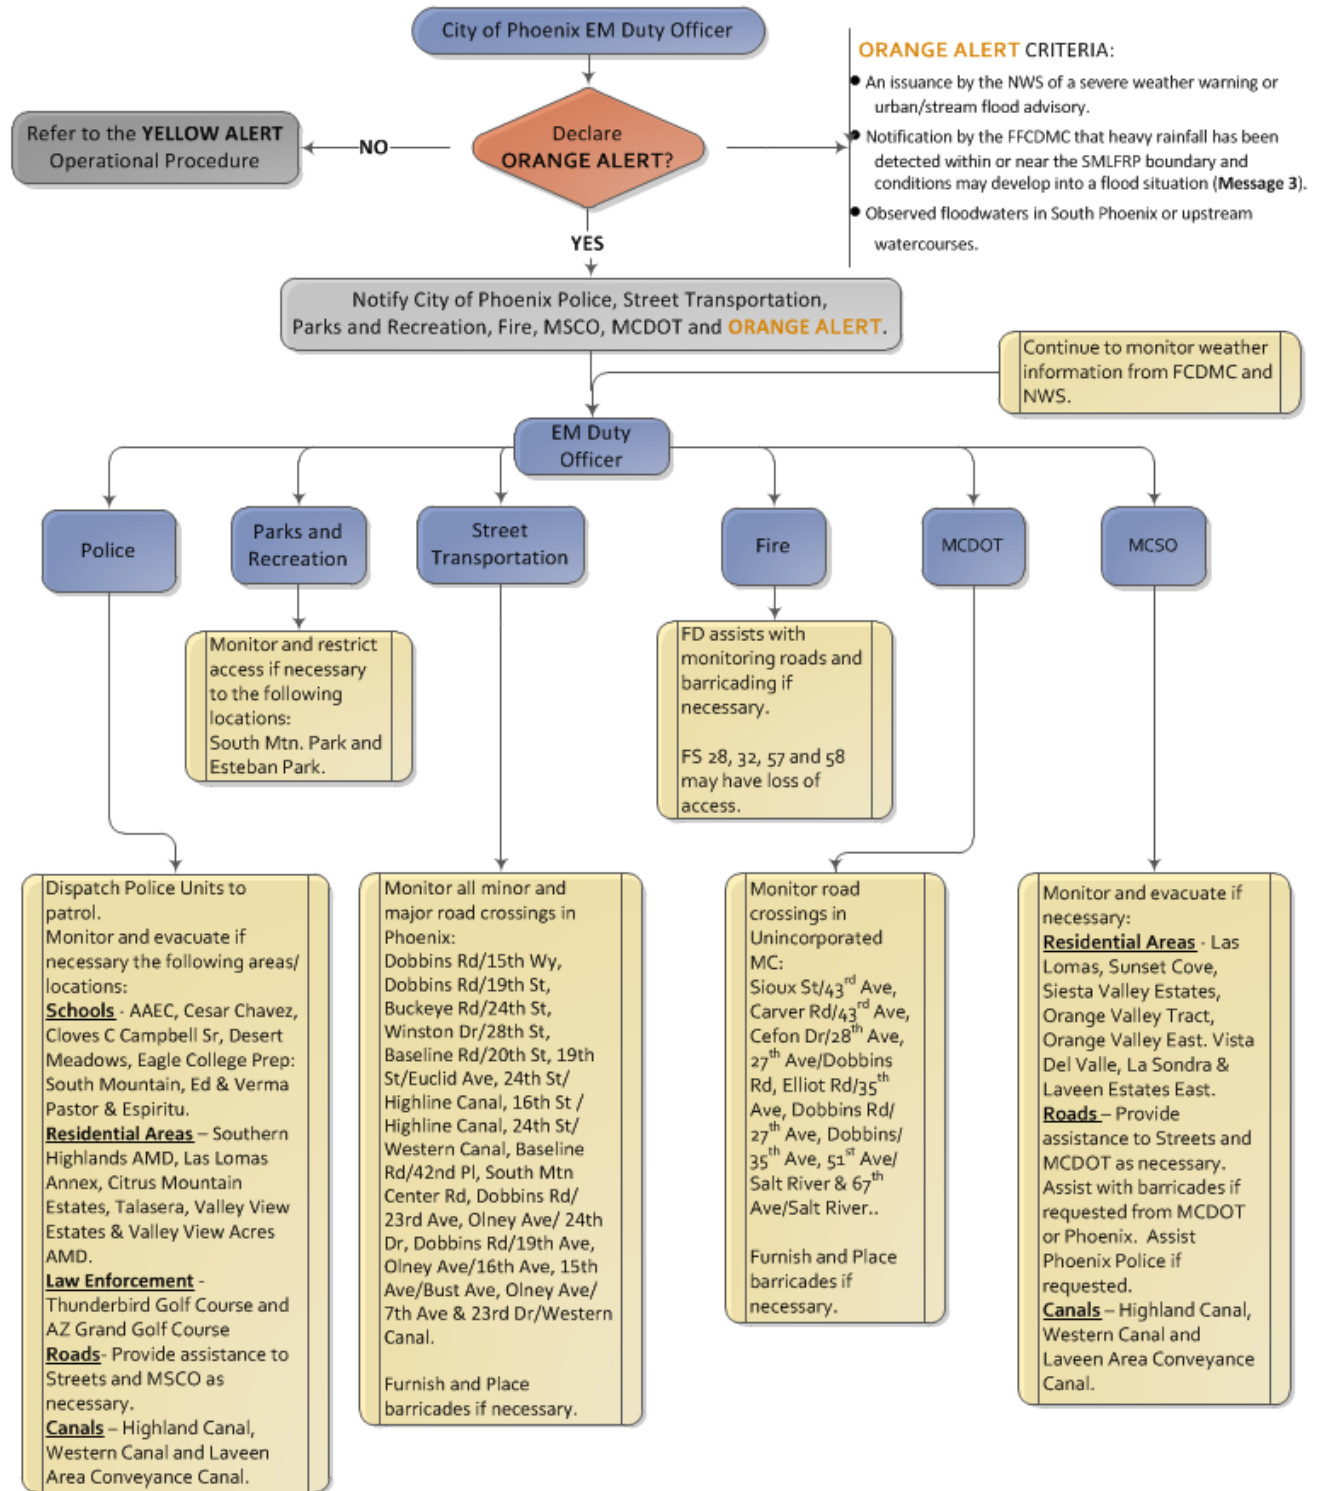 City of Phoenix EM Duty Officer
ORANGE ALERT CRITERIA:
● An issuance by the NWS of a severe weather warning or
urban/stream flood advisory.
● Notification by the FFCDMC that heavy rainfall has been
detected within or near the SMLFRP boundary and
conditions may develop into a flood situation (Message 3).
● Observed floodwaters in South Phoenix or upstream
watercourses.
Declare
ORANGE ALERT?
NO
Refer to the YELLOW ALERT
Operational Procedure
YES
Notify City of Phoenix Police, Street Transportation,
Parks and Recreation, Fire, MSCO, MCDOT and ORANGE ALERT.
Continue to monitor weather
information from FCDMC and
NWS.
EM Duty
Officer
Police
Parks and
Recreation
Street
Transportation
Fire
MCDOT
MCSO
Monitor and restrict
access if necessary
to the following
locations:
South Mtn. Park and
Esteban Park.
FD assists with
monitoring roads and
barricading if
necessary.
FS 28, 32, 57 and 58
may have loss of
access.
Dispatch Police Units to
patrol.
Monitor and evacuate if
necessary the following areas/
locations:
Schools - AAEC, Cesar Chavez,
Cloves C Campbell Sr, Desert
Meadows, Eagle College Prep:
South Mountain, Ed & Verma
Pastor & Espiritu.
Residential Areas – Southern
Highlands AMD, Las Lomas
Annex, Citrus Mountain
Estates, Talasera, Valley View
Estates & Valley View Acres
AMD.
Law Enforcement -
Thunderbird Golf Course and
AZ Grand Golf Course
Roads- Provide assistance to
Streets and MSCO as
necessary.
Canals – Highland Canal,
Western Canal and Laveen
Area Conveyance Canal.
Monitor all minor and
major road crossings in
Phoenix:
Dobbins Rd/15th Wy,
Dobbins Rd/19th St,
Buckeye Rd/24th St,
Winston Dr/28th St,
Baseline Rd/20th St, 19th
St/Euclid Ave, 24th St/
Highline Canal, 16th St /
Highline Canal, 24th St/
Western Canal, Baseline
Rd/42nd Pl, South Mtn
Center Rd, Dobbins Rd/
23rd Ave, Olney Ave/ 24th
Dr, Dobbins Rd/19th Ave,
Olney Ave/16th Ave, 15th
Ave/Bust Ave, Olney Ave/
7th Ave & 23rd Dr/Western
Canal.
Furnish and Place
barricades if necessary.
Monitor road
crossings in
Unincorporated
MC:
Sioux St/43rd Ave,
Carver Rd/43rd Ave,
Cefon Dr/28th Ave,
27th Ave/Dobbins
Rd, Elliot Rd/35th
Ave, Dobbins Rd/
27th Ave, Dobbins/
35th Ave, 51st Ave/
Salt River & 67th
Ave/Salt River..
Furnish and Place
barricades if
necessary.
Monitor and evacuate if
necessary:
Residential Areas - Las
Lomas, Sunset Cove,
Siesta Valley Estates,
Orange Valley Tract,
Orange Valley East. Vista
Del Valle, La Sondra &
Laveen Estates East.
Roads – Provide
assistance to Streets and
MCDOT as necessary.
Assist with barricades if
requested from MCDOT
or Phoenix. Assist
Phoenix Police if
requested.
Canals – Highland Canal,
Western Canal and
Laveen Area Conveyance
Canal.